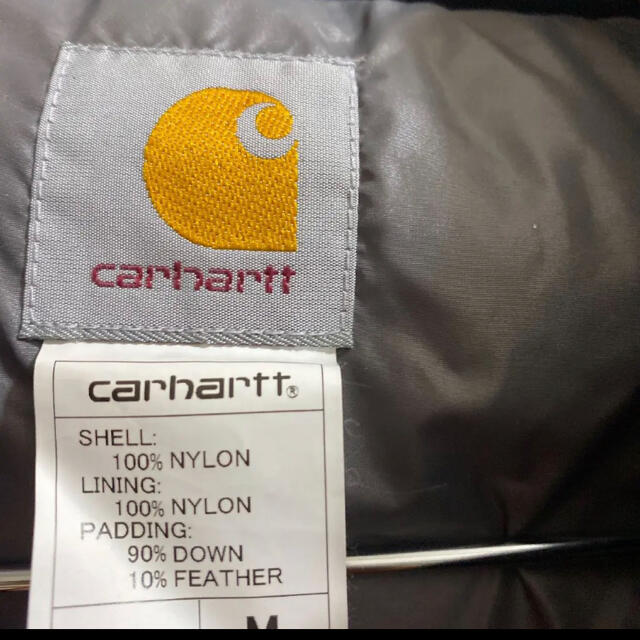 carhartt
carhartt®
SHELL:
100% NYLON
LINING:
100% NYLON
PADDING:
90% DOWN
10% FEATHER
M